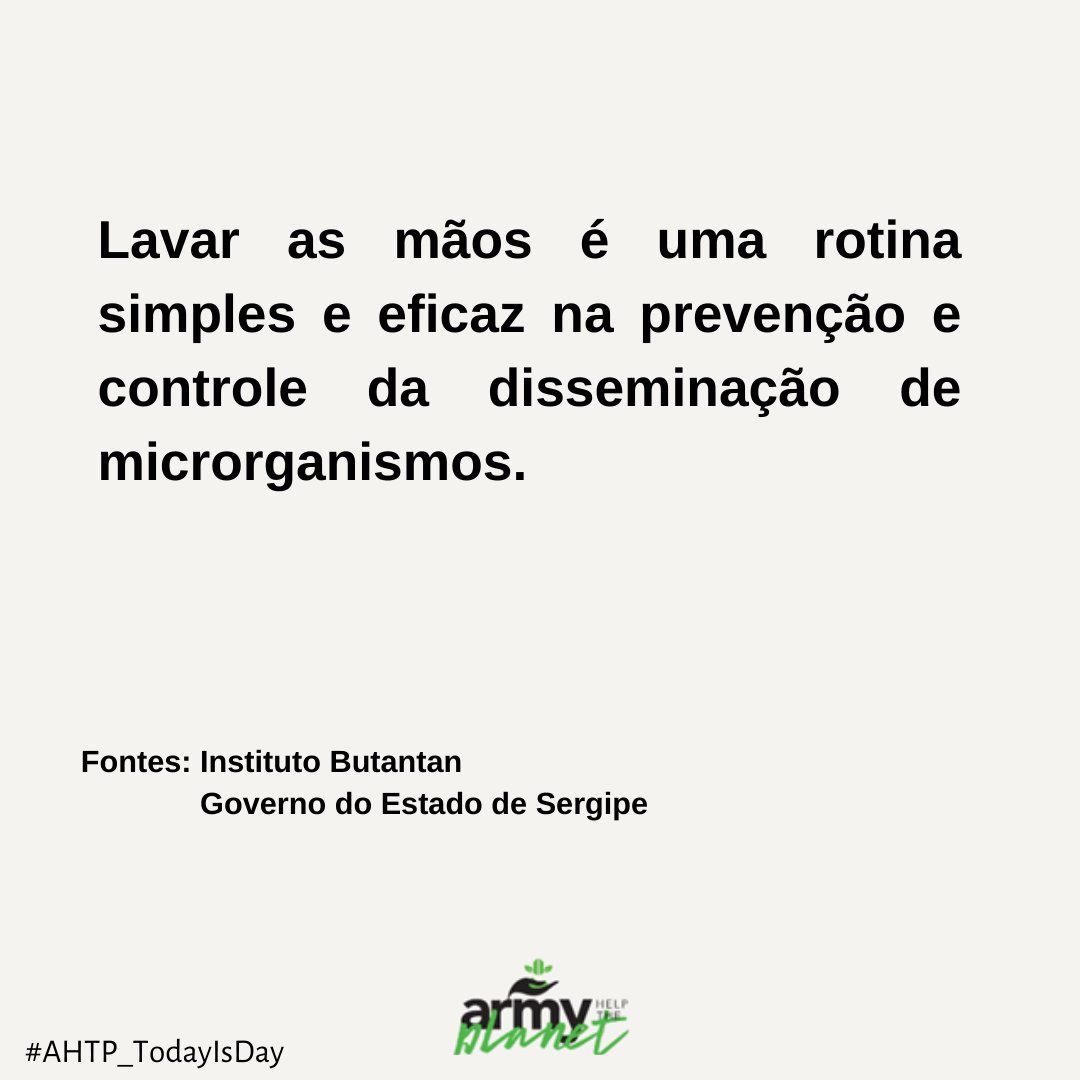 Lavar as mãos é uma rotina
simples e eficaz na prevenção e
controle da disseminação de
microrganismos.
Fontes: Instituto Butantan
Governo do Estado de Sergipe
army HELP THE
planet
#AHTP_TodayIsDay